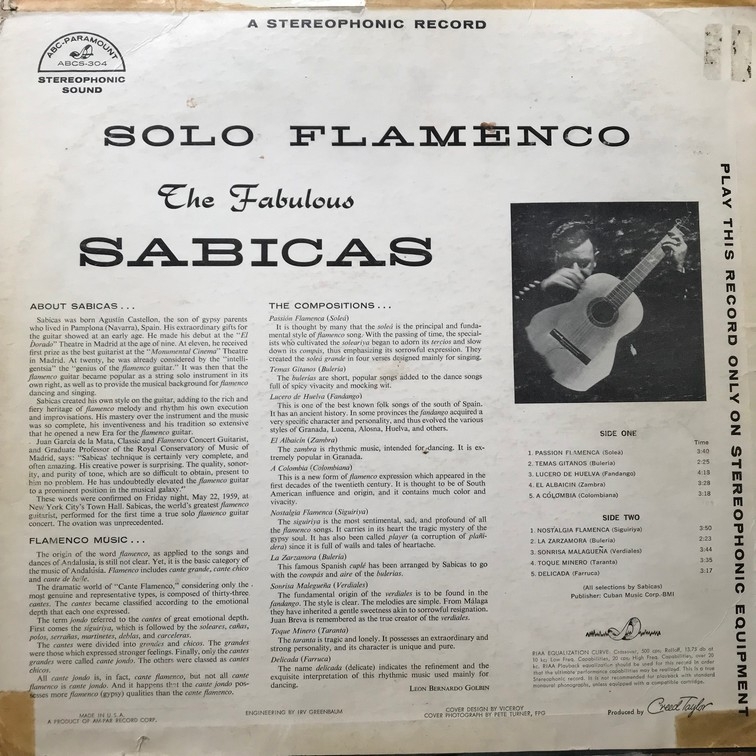 A STEREOPHONIC RECORD
ABC-PARAMOUNT
ABCS-304
STEREOPHONIC
SOUND
SOLO FLAMENCO
The Fabulous
SABICAS
PLAY THIS RECORD ONLY ON STEREOPHONIC EQUIPMENT
ABOUT SABICAS . . .
Sabicas was born Agustín Castellon, the son of gypsy parents
who lived in Pamplona (Navarra), Spain. His extraordinary gifts for
the guitar showed at an early age. He made his debut at the "El
Dorado" Theatre in Madrid at the age of nine. At eleven, he received
first prize as the best guitarist at the "Monumental Cinema" Theatre
in Madrid. At twenty, he was already considered by the "intelli-
gentsia" the "genius of the flamenco guitar." It was then that the
flamenco guitar became popular as a string solo instrument in its
own right, as well as to provide the musical background for flamenco
dancing and singing.
Sabicas created his own style on the guitar, adding to the rich and
fiery heritage of flamenco melody and rhythm his own execution
and improvisations. His mastery over the instrument and the music
was so complete, his inventiveness and his tradition so extensive
that he opened a new Era for the flamenco guitar.
Juan García de la Mata, Classic and Flamenco Concert Guitarist,
and Graduate Professor of the Royal Conservatory of Music of
Madrid, says: "Sabicas' technique is certainly very complete, and
often amazing. His creative power is surprising. The quality, sonor-
ity, and purity of tone, which are so difficult to obtain, present to
him no problem. He has undoubtedly elevated the flamenco guitar
to a prominent position in the musical galaxy."
These words were confirmed on Friday night, May 22, 1959, at
New York City's Town Hall. Sabicas, the world's greatest flamenco
guitarist, performed for the first time a true solo flamenco guitar
concert. The ovation was unprecedented.
FLAMENCO MUSIC . . .
The origin of the word flamenco, as applied to the songs and
dances of Andalusia, is still not clear. Yet, it is the basic category of
the music of Andalusía. Flamenco includes cante grande, cante chico
and cante de baile.
The dramatic world of "Cante Flamenco," considering only the
most genuine and representative types, is composed of thirty-three
cantes. The cantes became classified according to the emotional
depth that each one expressed.
The term jondo referred to the cantes of great emotional depth.
First comes the siguiriya, which is followed by the soleares, cañas,
polos, serrañas, martinetes, deblas, and carceleras.
The cantes were divided into grandes and chicos. The grandes
were those which expressed stronger feelings. Finally, only the cantes
grandes were called cante jondo. The others were classed as cantes
chicos.
All cante jondo is, in fact, cante flamenco, but not all cante
flamenco is cante jondo. And it happens that the cante jondo pos-
sesses more flamenco (gypsy) qualities than the cante flamenco.
THE COMPOSITIONS . . .
Passión Flamenca (Soleá)
It is thought by many that the soleá is the principal and funda-
mental style of flamenco song. With the passing of time, the special-
ists who cultivated the soleariya began to adorn its tercios and slow
down its compás, thus emphasizing its sorrowful expression. They
created the soleá grande in four verses designed mainly for singing.
Temas Gitanos (Buleria)
The bulerias are short, popular songs added to the dance songs
full of spicy vivacity and mocking wit.
Lucero de Huelva (Fandango)
This is one of the best known folk songs of the south of Spain.
It has an ancient history. In some provinces the fandango acquired a
very specific character and personality, and thus evolved the various
styles of Granada, Lucena, Alosna, Huelva, and others.
El Albaicin (Zambra)
The zambra is rhythmic music, intended for dancing. It is ex-
tremely popular in Granada.
A Colombia (Colombiana)
This is a new form of flamenco expression which appeared in the
first decades of the twentieth century. It is thought to be of South
American influence and origin, and it contains much color and
vivacity.
Nostalgia Flamenca (Siguiriya)
The siguiriya is the most sentimental, sad, and profound of all
the flamenco songs. It carries in its heart the tragic mystery of the
gypsy soul. It has also been called playera (a corruption of plañi-
dera) since it is full of walls and tales of heartache.
La Zarzamora (Buleria)
This famous Spanish cuplé has been arranged by Sabicas to go
with the compás and aire of the bulerias.
Sonrisa Malagueña (Verdiales)
The fundamental origin of the verdiales is to be found in the
fandango. The style is clear. The melodies are simple. From Málaga
they have inherited a gentle sweetness akin to sorrowful resignation.
Juan Breva is remembered as the true creator of the verdiales.
Toque Minero (Taranta)
The taranta is tragic and lonely. It possesses an extraordinary and
strong personality, and its character is unique and pure.
Delicada (Farruca)
The name delicada (delicate) indicates the refinement and the
exquisite interpretation of this rhythmic music used mainly for
dancing.
LEON BERNARDO GOLBIN
SIDE ONE
Time
1. PASSION FLAMENCA (Solea) 3:40
2. TEMAS GITANOS (Buleria) 2:25
3. LUCERO DE HUELVA (Fandango) 4:18
4. EL ALBAICIN (Zambra) 3:28
5. A COLOMBIA (Colombiana) 3:18
SIDE TWO
1. NOSTALGIA FLAMENCA (Siguiriya) 3:50
2. LA ZARZAMORA (Buleria) 2:23
3. SONRISA MALAGUEÑA (Verdiales) 5:44
4. TOQUE MINERO (Taranta) 3:35
5. DELICADA (Farruca) 3:17
(All selections by Sabicas)
Publisher: Cuban Music Corp.-BMI
RIAA EQUALIZATION CURVE:
Produced by Creed Taylor
MADE IN U.S.A.
A PRODUCT OF AM-PAR RECORD CORP.
ENGINEERING BY IRV GREENBAUM
COVER DESIGN BY VICEROY
COVER PHOTOGRAPH BY PETE TURNER, FPG